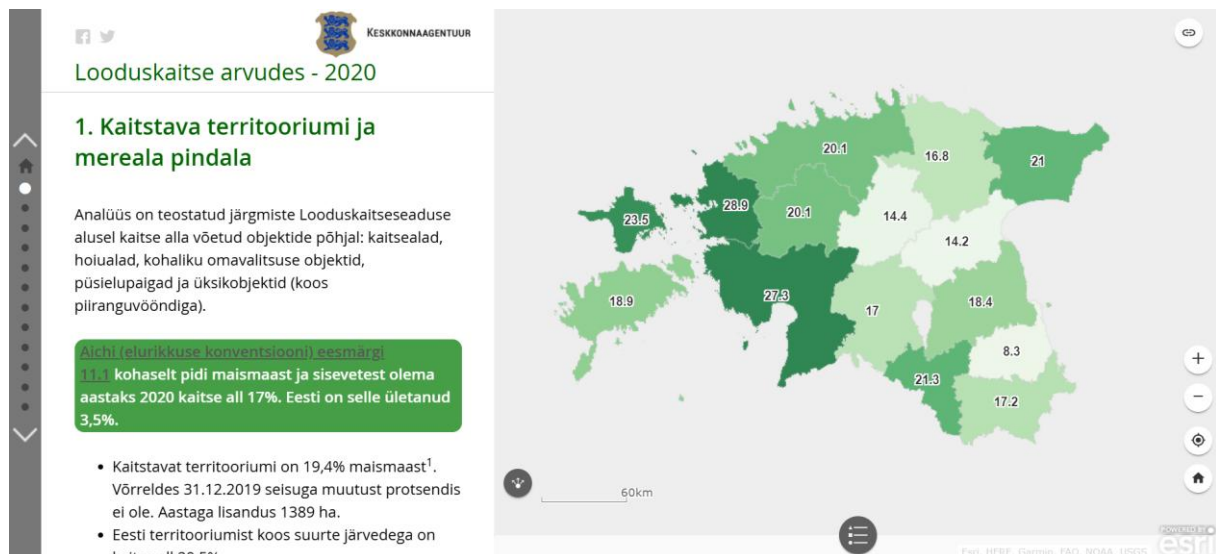 KESKKONNAAGENTUUR
Looduskaitse arvudes - 2020
1. Kaitstava territooriumi ja
mereala pindala
Analüüs on teostatud järgmiste Looduskaitseseaduse
alusel kaitse alla võetud objektide põhjal: kaitsealad,
hoiualad, kohaliku omavalitsuse objektid,
püsielupaigad ja üksikobjektid (koos
piiranguvööndiga).
Aichi (elurikkuse konventsiooni) eesmärgi
11.1 kohaselt pidi maismaast ja sisevetest olema
aastaks 2020 kaitse all 17%. Eesti on selle ületanud
3,5%.
• Kaitstavat territooriumi on 19,4% maismaast1.
Võrreldes 31.12.2019 seisuga muutust protsendis
ei ole. Aastaga lisandus 1389 ha.
• Eesti territooriumist koos suurte järvedega on
20.1
16.8
21
28.9
23.5
20.1
14.4
14.2
18.9
27.3
17
18.4
8.3
21.3
17.2
60km
POWERED BY
esri
Esri, HERE, Garmin, FAO, NOAA, USGS